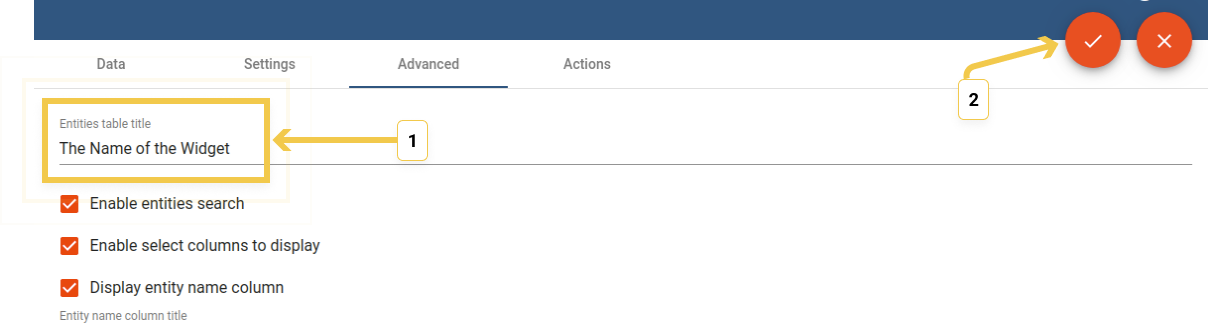 Data Settings Advanced Actions
2
Entities table title
The Name of the Widget
1
Enable entities search
Enable select columns to display
Display entity name column
Entity name column title